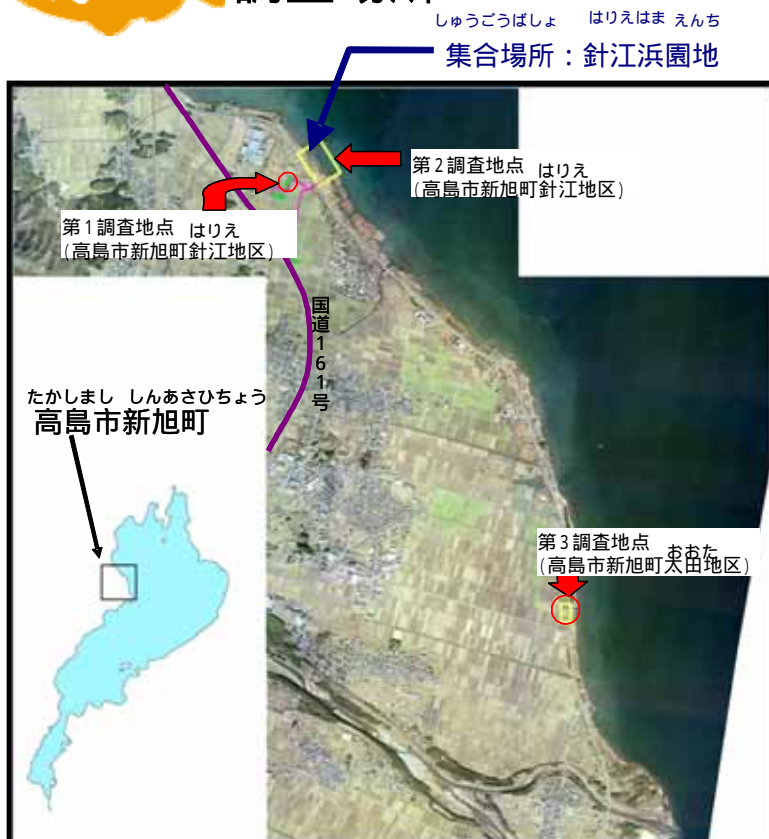 しゅうごうばしょ はりえはま えんち
集合場所：針江浜園地
第2調査地点 はりえ
(高島市新旭町針江地区)
第1調査地点 はりえ
(高島市新旭町針江地区)
国道161号
たかしまし しんあさひちょう
高島市新旭町
第3調査地点 おおた
(高島市新旭町太田地区)